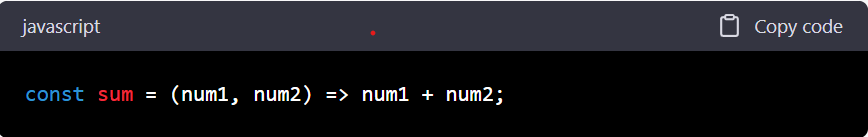 javascript
Copy code
const sum = (num1, num2) => num1 + num2;